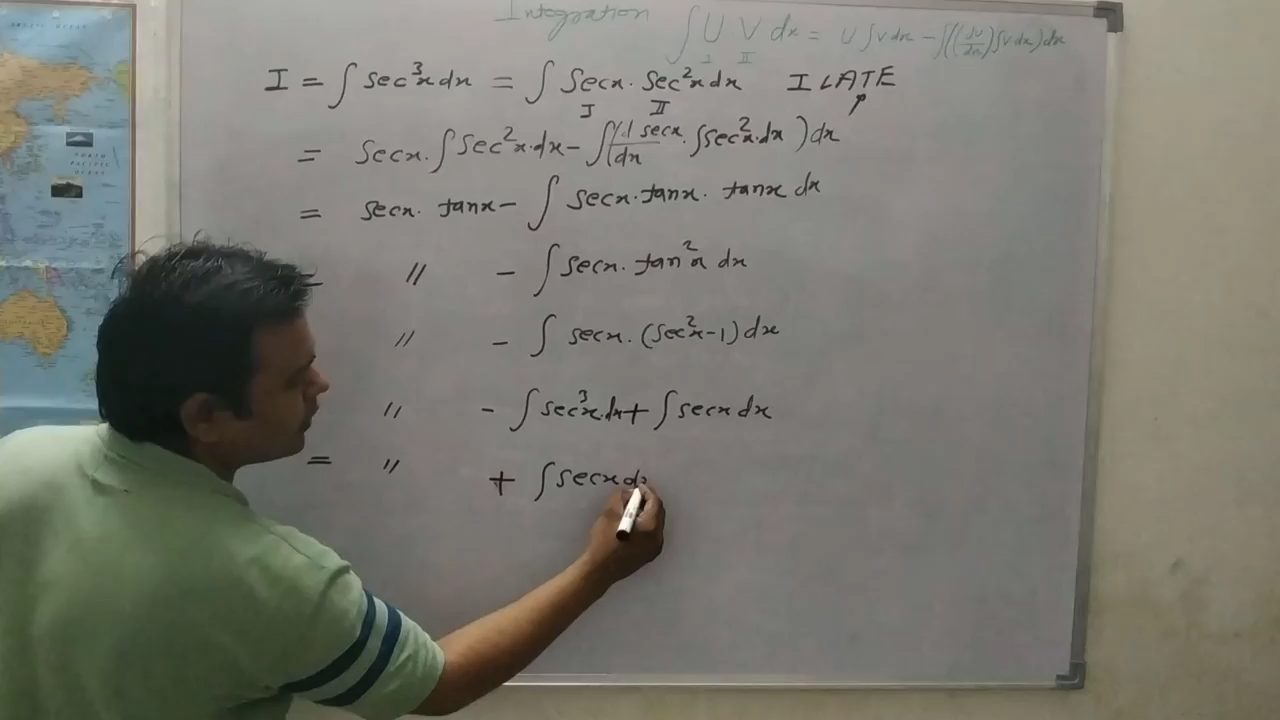 Integration ∫ U V dx = U ∫ v dx − ∫((du/dx) ∫ v dx) dx
I II
I = ∫ sec³x dx = ∫ secx · sec²x dx ILATE
I II
= secx · ∫ sec²x · dx − ∫(d secx/dx · ∫sec²x · dx) dx
= secx · tanx − ∫ secx · tanx · tanx dx
= 〃 − ∫ secx · tan²x dx
〃 − ∫ secx · (sec²x − 1) dx
〃 − ∫ sec³x dx + ∫ secx dx
= 〃 + ∫ secx dx